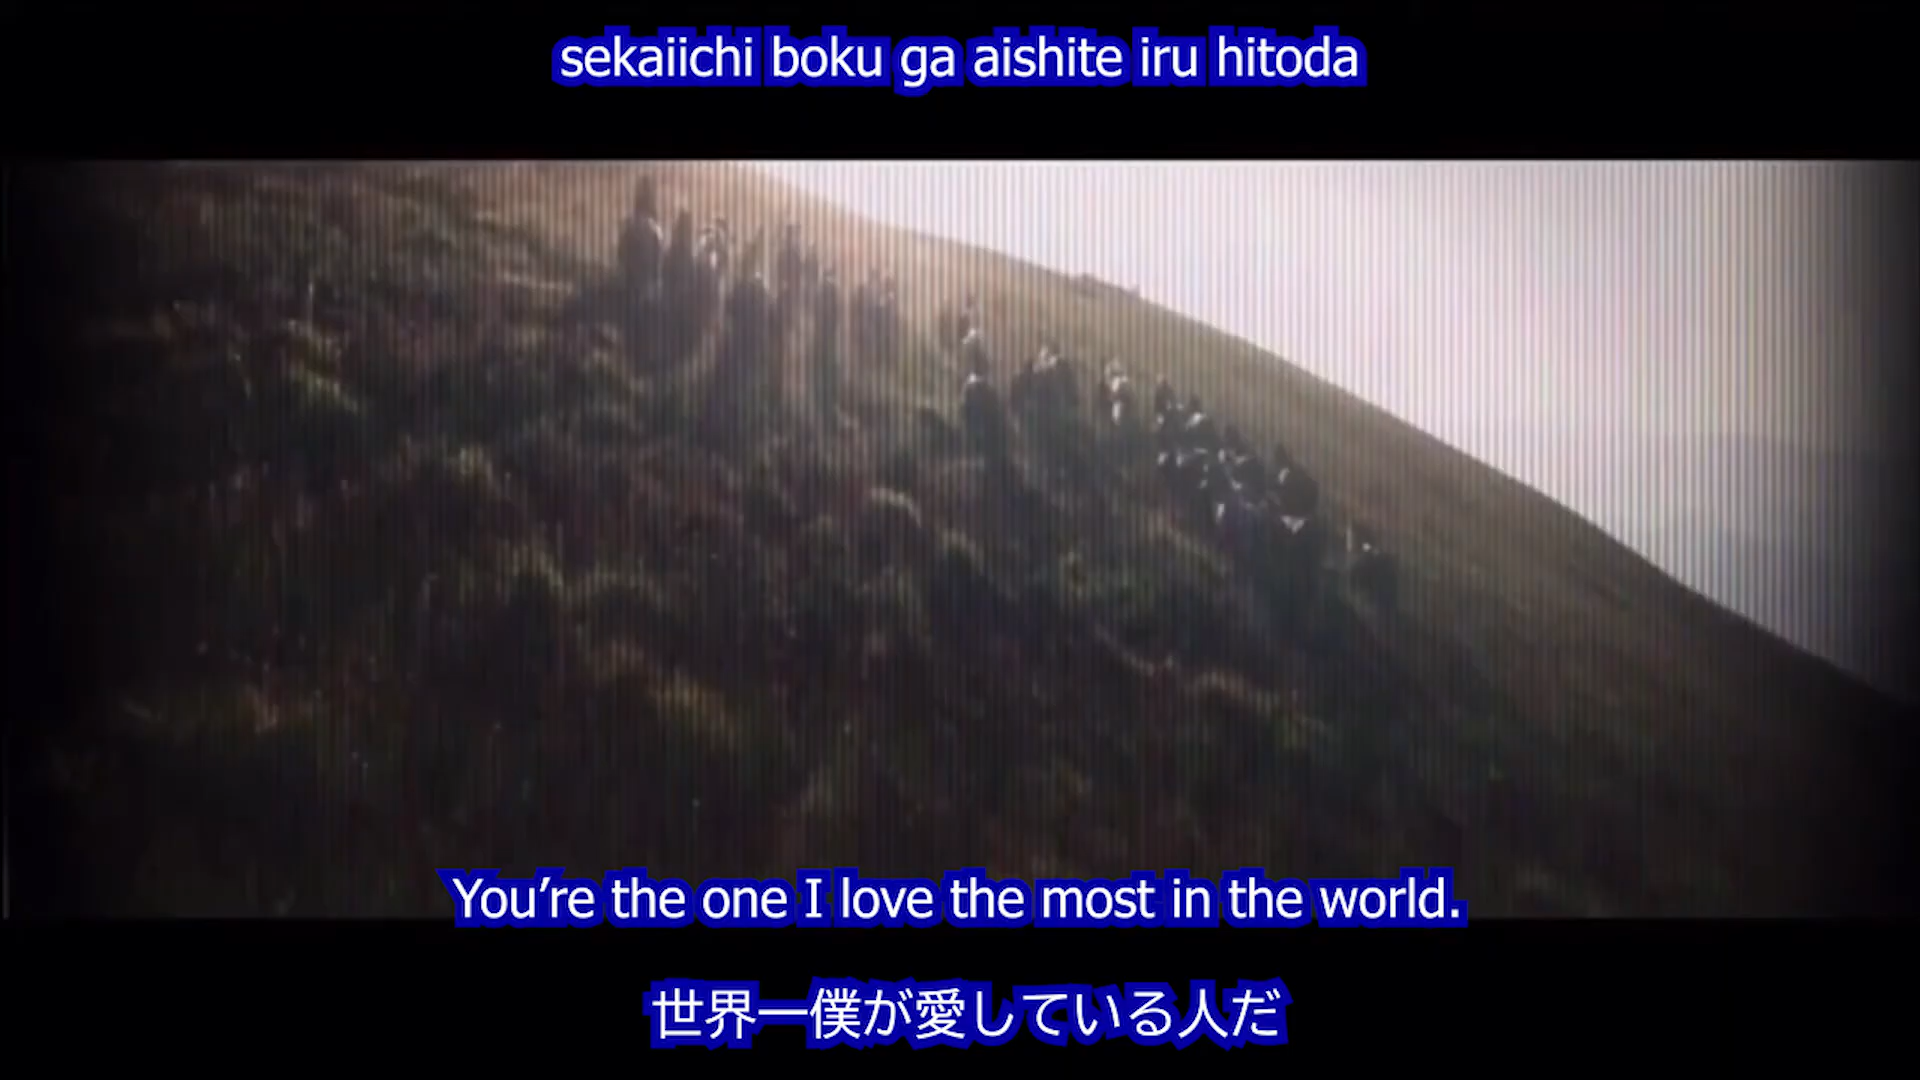 sekaiichi boku ga aishite iru hitoda
You’re the one I love the most in the world.
世界一僕が愛している人だ